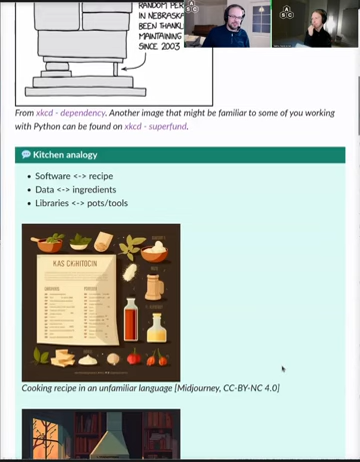 RANDOM PER
IN NEBRASKA
BEEN THANKL
MAINTAINING
SINCE 2003
From xkcd - dependency. Another image that might be familiar to some of you working
with Python can be found on xkcd - superfund.
Kitchen analogy
Software <-> recipe
Data <-> ingredients
Libraries <-> pots/tools
KAS CKIHITOCIN
Cooking recipe in an unfamiliar language [Midjourney, CC-BY-NC 4.0]